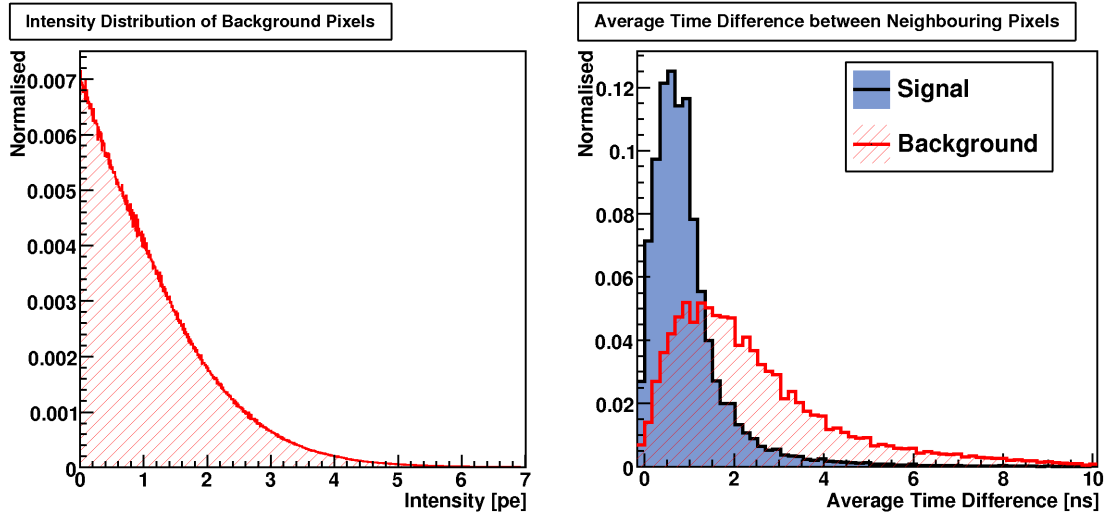 Intensity Distribution of Background Pixels
Normalised
0.007
0.006
0.005
0.004
0.003
0.002
0.001
0
0 1 2 3 4 5 6 7
Intensity [pe]
Average Time Difference between Neighbouring Pixels
Normalised
Signal
Background
0.12
0.1
0.08
0.06
0.04
0.02
0
0 2 4 6 8 10
Average Time Difference [ns]